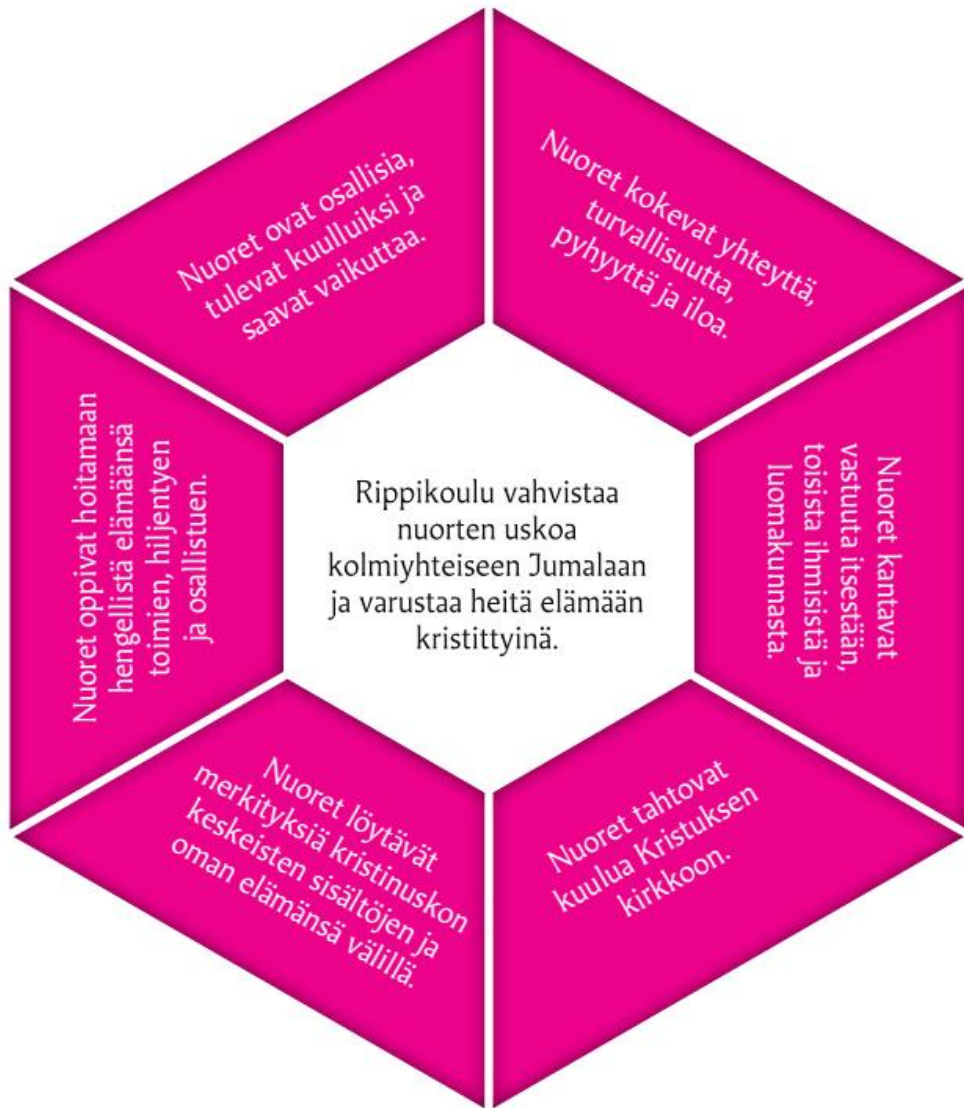 Nuoret ovat osallisia,
tulevat kuulluiksi ja
saavat vaikuttaa.
Nuoret kokevat yhteyttä,
turvallisuutta,
pyhyyttä ja iloa.
Nuoret oppivat hoitamaan
hengellistä elämäänsä
toimien, hiljentyen
ja osallistuen.
Rippikoulu vahvistaa
nuorten uskoa
kolmiyhteiseen Jumalaan
ja varustaa heitä elämään
kristittyinä.
Nuoret kantavat
vastuuta itsestään,
toisista ihmisistä ja
luomakunnasta.
Nuoret löytävät
merkityksiä kristinuskon
keskeisten sisältöjen ja
oman elämänsä välillä.
Nuoret tahtovat
kuulua Kristuksen
kirkkoon.